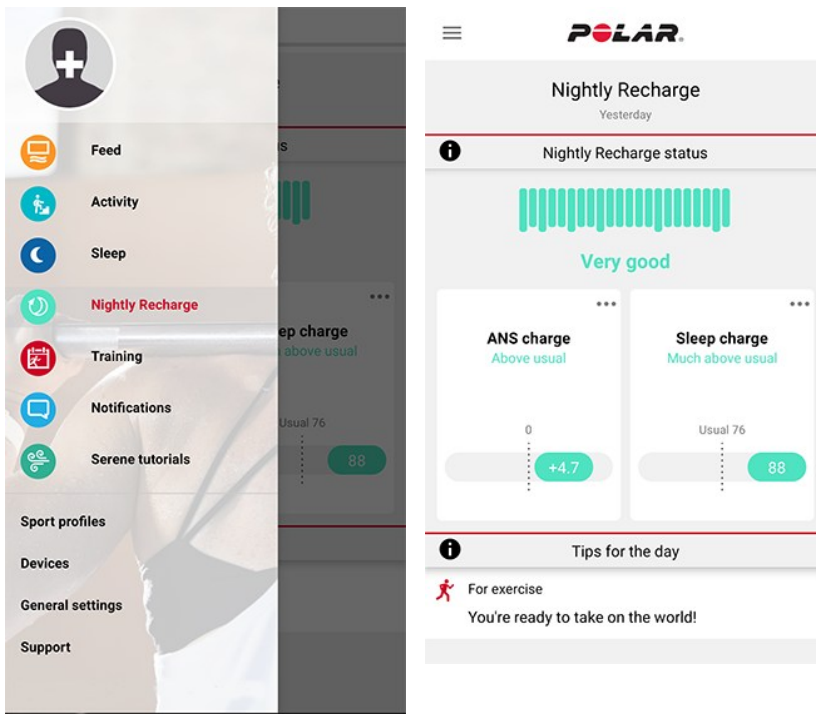 Feed
Activity
Sleep
Nightly Recharge
Training
Notifications
Serene tutorials
Sport profiles
Devices
General settings
Support
s
ep charge
above usual
Usual 76
88
POLAR
Nightly Recharge
Yesterday
Nightly Recharge status
Very good
ANS charge
Above usual
0
+4.7
Sleep charge
Much above usual
Usual 76
88
Tips for the day
For exercise
You're ready to take on the world!